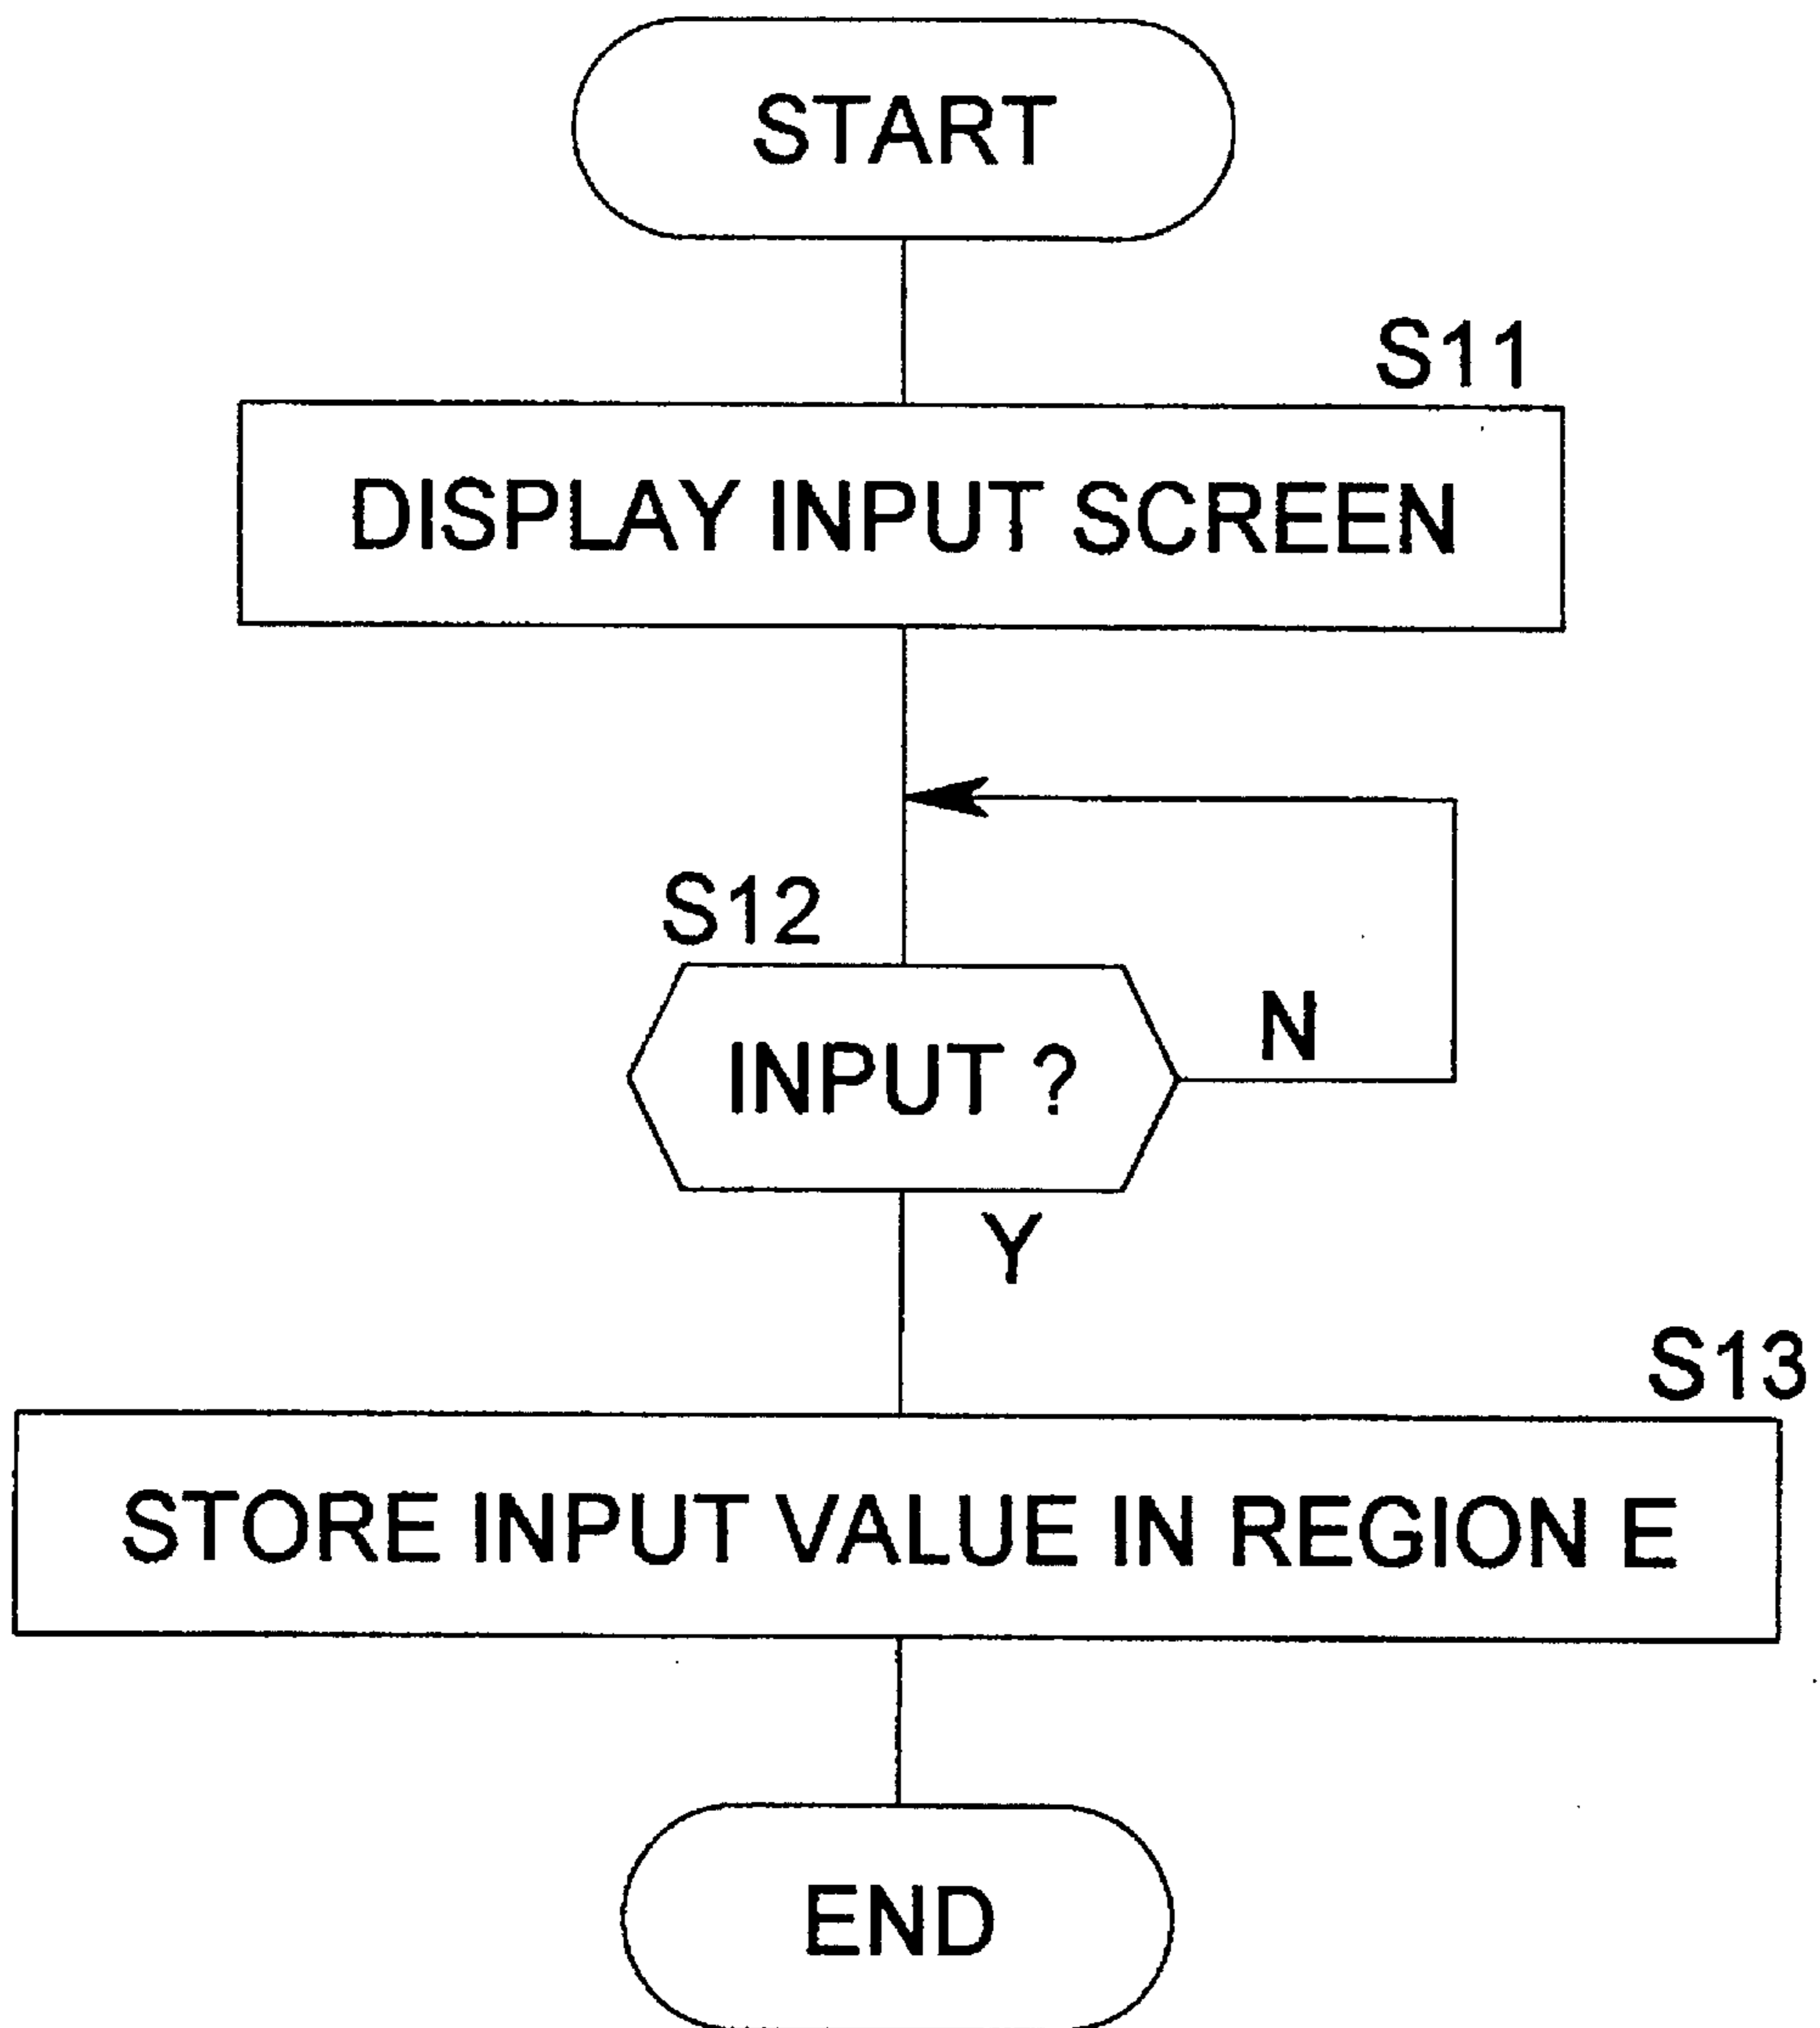 START
S11
DISPLAY INPUT SCREEN
S12
INPUT ?
N
Y
S13
STORE INPUT VALUE IN REGION E
END